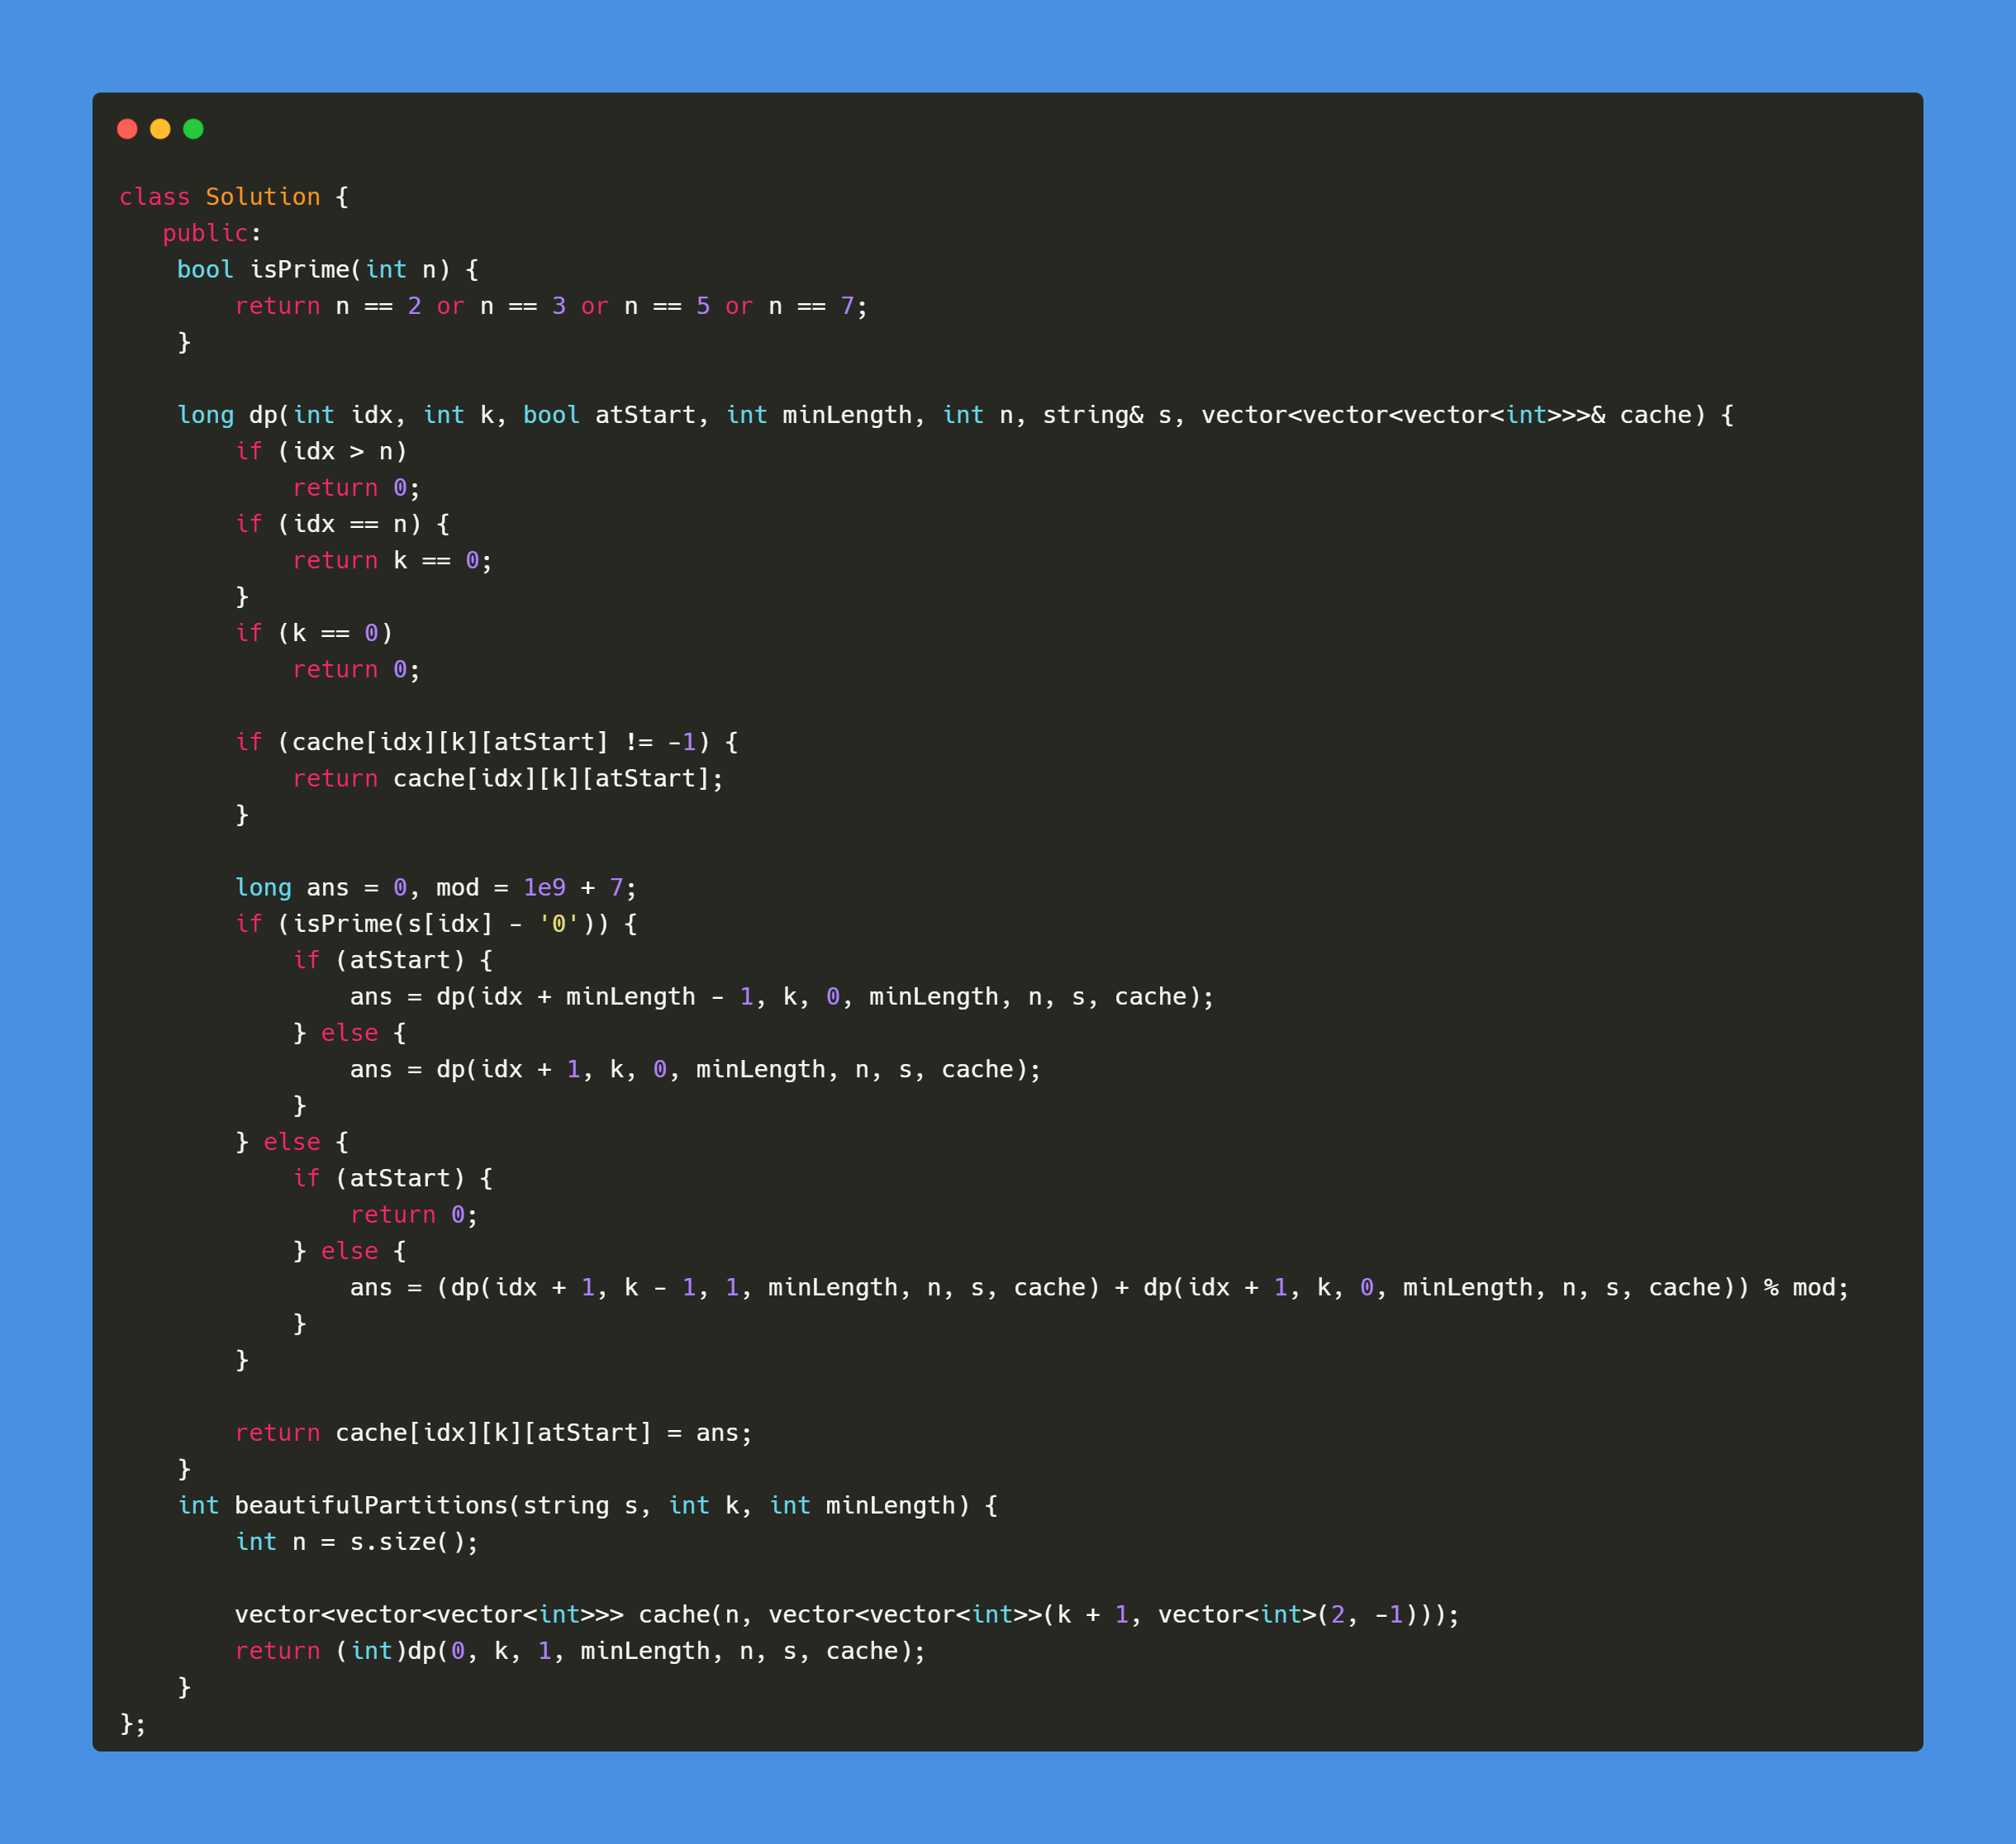 class Solution {
   public:
    bool isPrime(int n) {
        return n == 2 or n == 3 or n == 5 or n == 7;
    }

    long dp(int idx, int k, bool atStart, int minLength, int n, string& s, vector<vector<vector<int>>>& cache) {
        if (idx > n)
            return 0;
        if (idx == n) {
            return k == 0;
        }
        if (k == 0)
            return 0;

        if (cache[idx][k][atStart] != -1) {
            return cache[idx][k][atStart];
        }

        long ans = 0, mod = 1e9 + 7;
        if (isPrime(s[idx] - '0')) {
            if (atStart) {
                ans = dp(idx + minLength - 1, k, 0, minLength, n, s, cache);
            } else {
                ans = dp(idx + 1, k, 0, minLength, n, s, cache);
            }
        } else {
            if (atStart) {
                return 0;
            } else {
                ans = (dp(idx + 1, k - 1, 1, minLength, n, s, cache) + dp(idx + 1, k, 0, minLength, n, s, cache)) % mod;
            }
        }

        return cache[idx][k][atStart] = ans;
    }
    int beautifulPartitions(string s, int k, int minLength) {
        int n = s.size();

        vector<vector<vector<int>>> cache(n, vector<vector<int>>(k + 1, vector<int>(2, -1)));
        return (int)dp(0, k, 1, minLength, n, s, cache);
    }
};